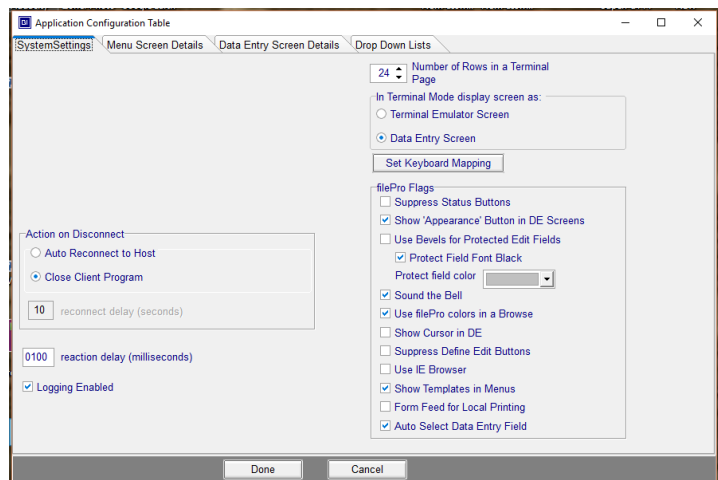 Application Configuration Table
SystemSettings Menu Screen Details Data Entry Screen Details Drop Down Lists
24 Number of Rows in a Terminal
Page
In Terminal Mode display screen as:
Terminal Emulator Screen
Data Entry Screen
Set Keyboard Mapping
filePro Flags
Suppress Status Buttons
Show 'Appearance' Button in DE Screens
Use Bevels for Protected Edit Fields
Protect Field Font Black
Protect field color
Sound the Bell
Use filePro colors in a Browse
Show Cursor in DE
Suppress Define Edit Buttons
Use IE Browser
Show Templates in Menus
Form Feed for Local Printing
Auto Select Data Entry Field
Action on Disconnect
Auto Reconnect to Host
Close Client Program
10 reconnect delay (seconds)
0100 reaction delay (milliseconds)
Logging Enabled
Done Cancel